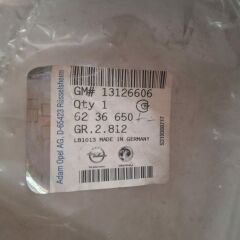 GM# 13126606
Qty 1
62 36 650
GR.2.812
LB1013 MADE IN GERMANY
Adam Opel AG, D-65423 Rüsselsheim